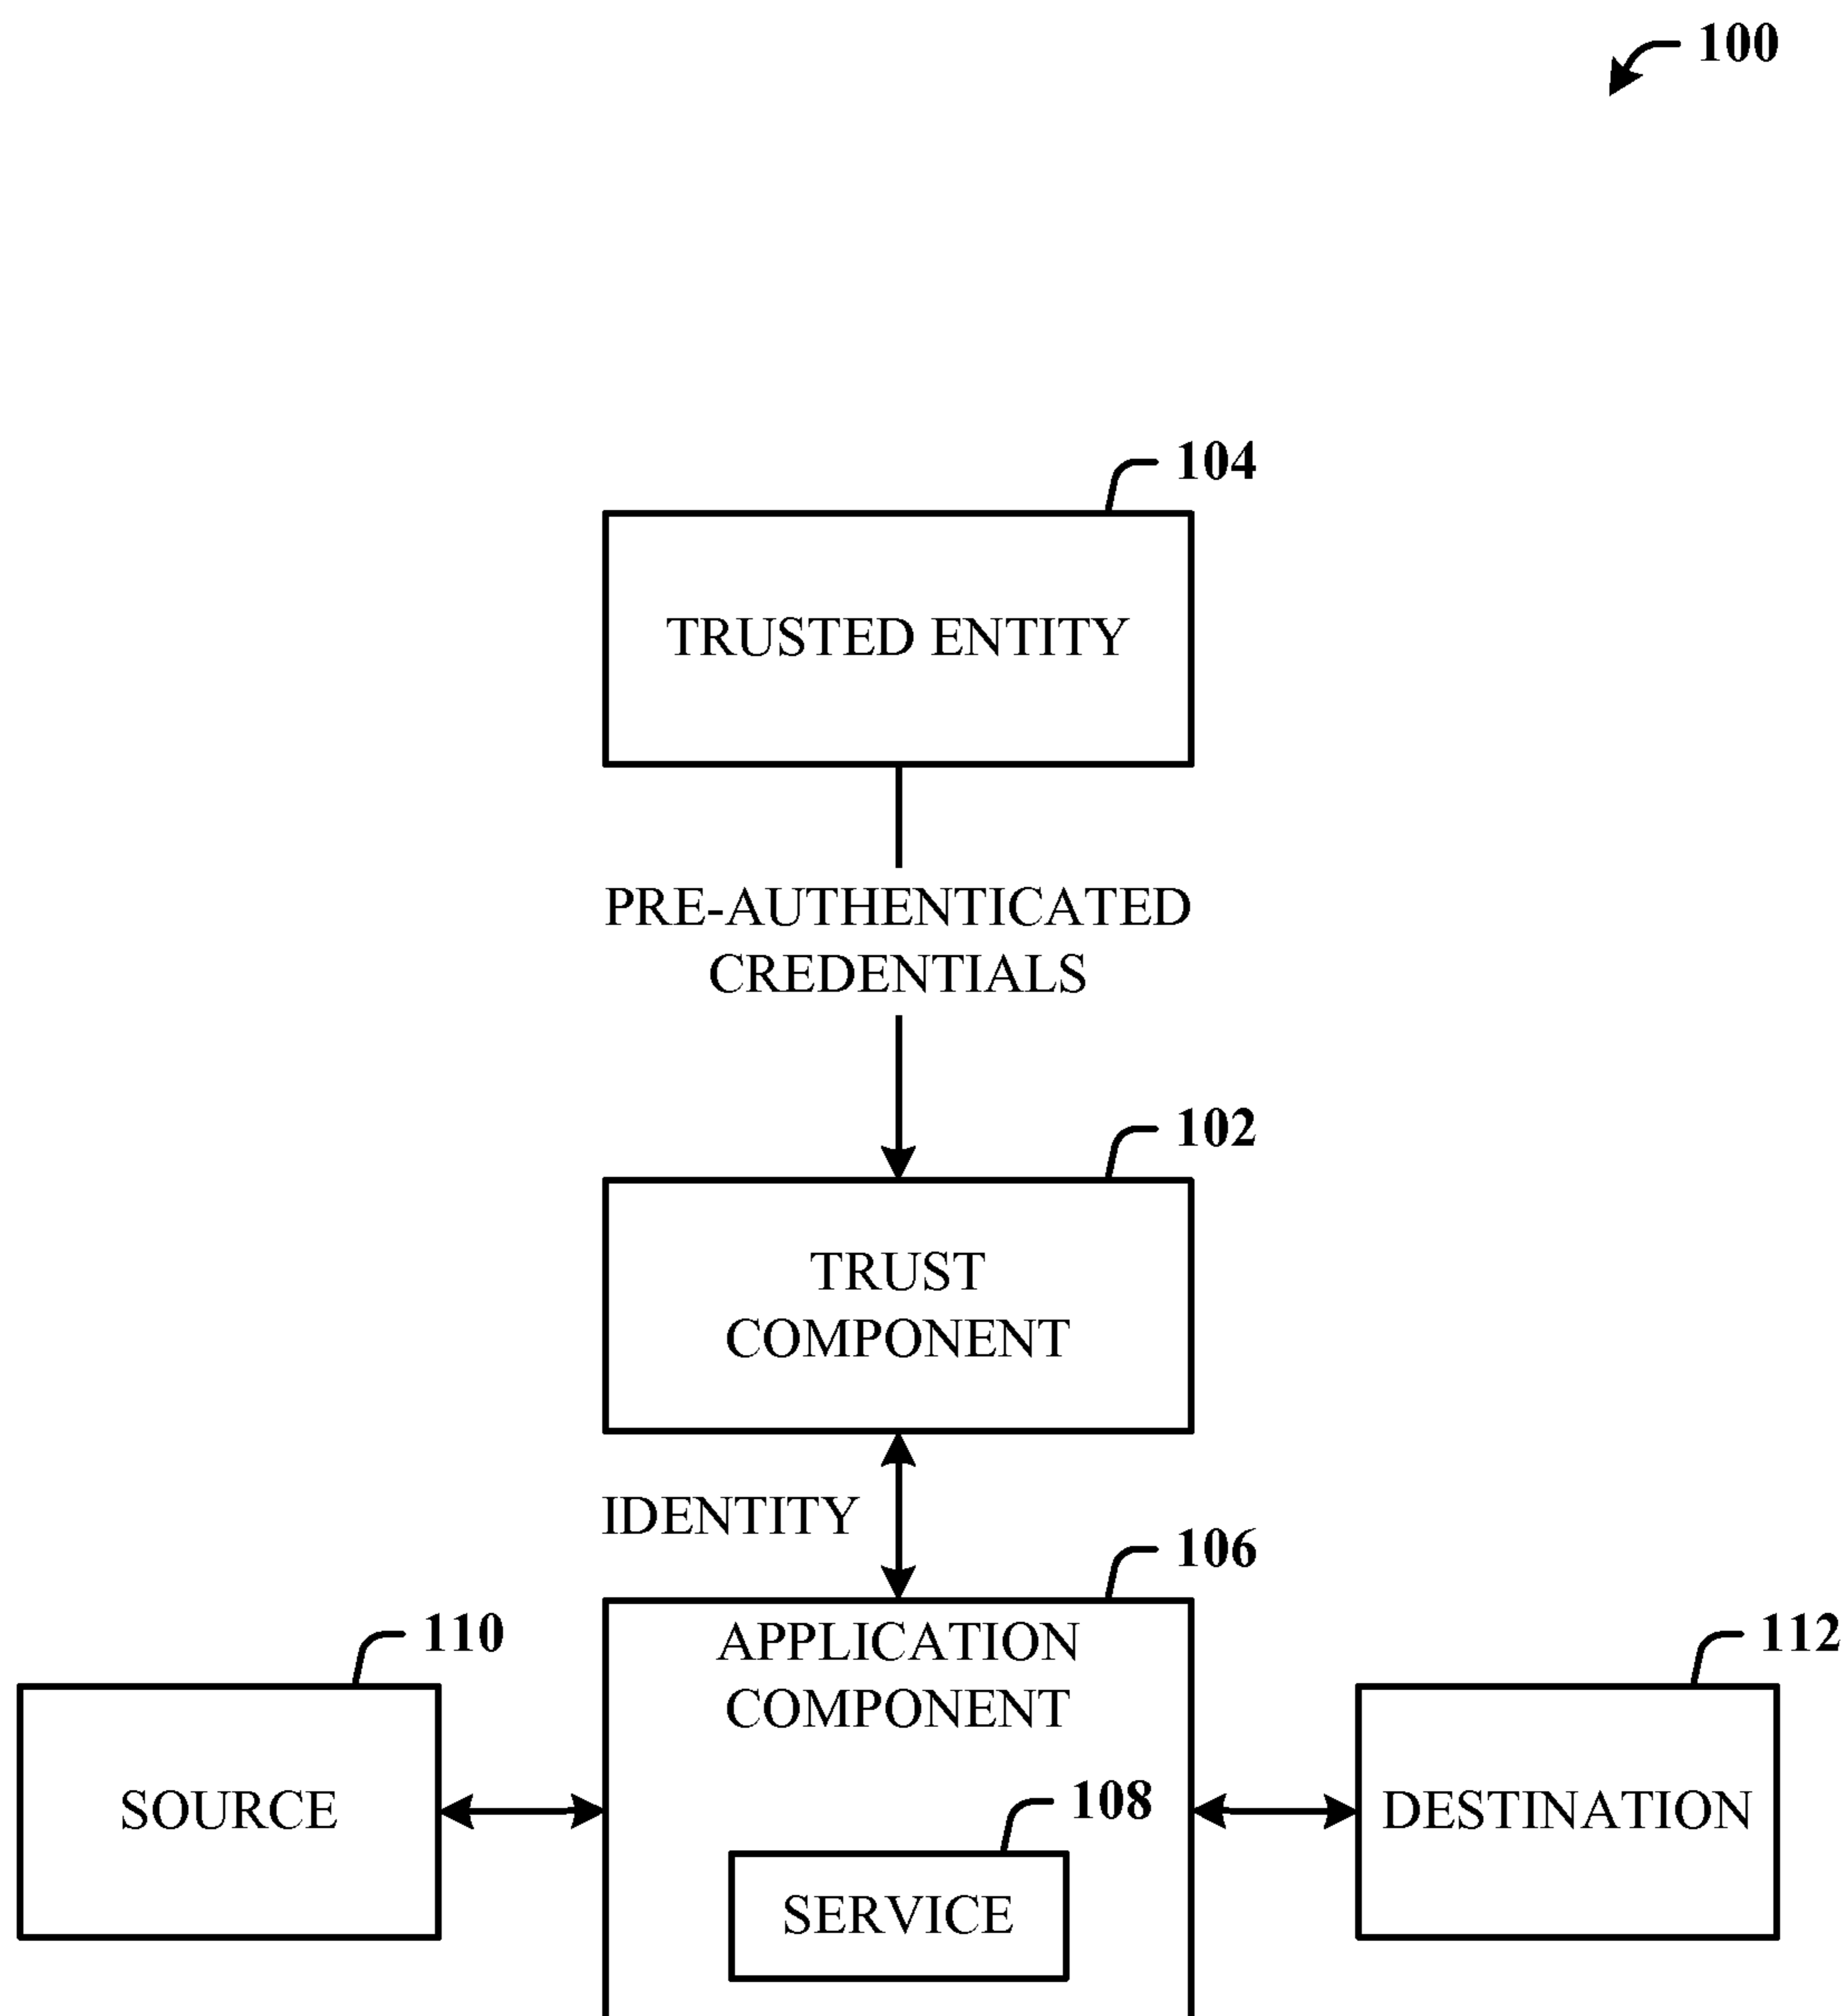 100
104
TRUSTED ENTITY
PRE-AUTHENTICATED
CREDENTIALS
102
TRUST
COMPONENT
IDENTITY
106
110
APPLICATION
COMPONENT
112
SOURCE
108
DESTINATION
SERVICE